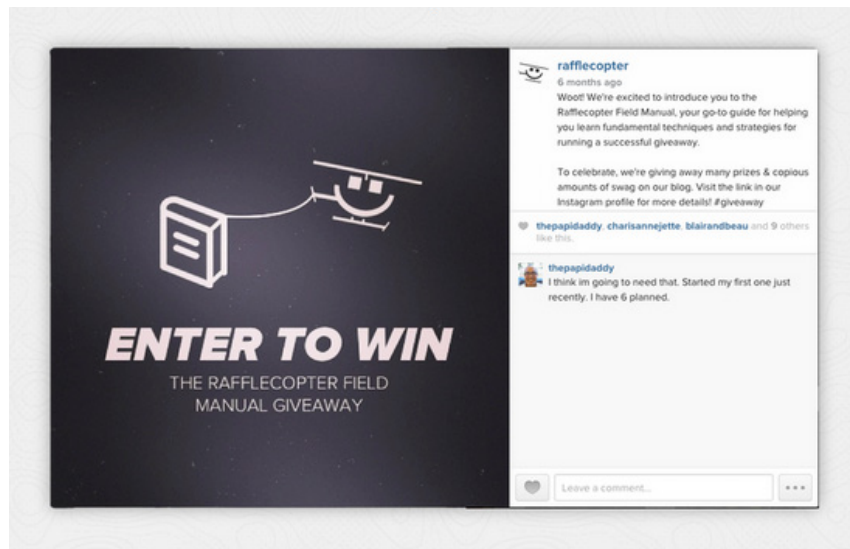 ENTER TO WIN
THE RAFFLECOPTER FIELD
MANUAL GIVEAWAY
rafflecopter
6 months ago
Woot! We're excited to introduce you to the
Rafflecopter Field Manual, your go-to guide for helping
you learn fundamental techniques and strategies for
running a successful giveaway.
To celebrate, we're giving away many prizes & copious
amounts of swag on our blog. Visit the link in our
Instagram profile for more details! #giveaway
thepapidaddy, charisannejette, blairandbeau and 9 others
like this.
thepapidaddy
I think im going to need that. Started my first one just
recently. I have 6 planned.
Leave a comment...